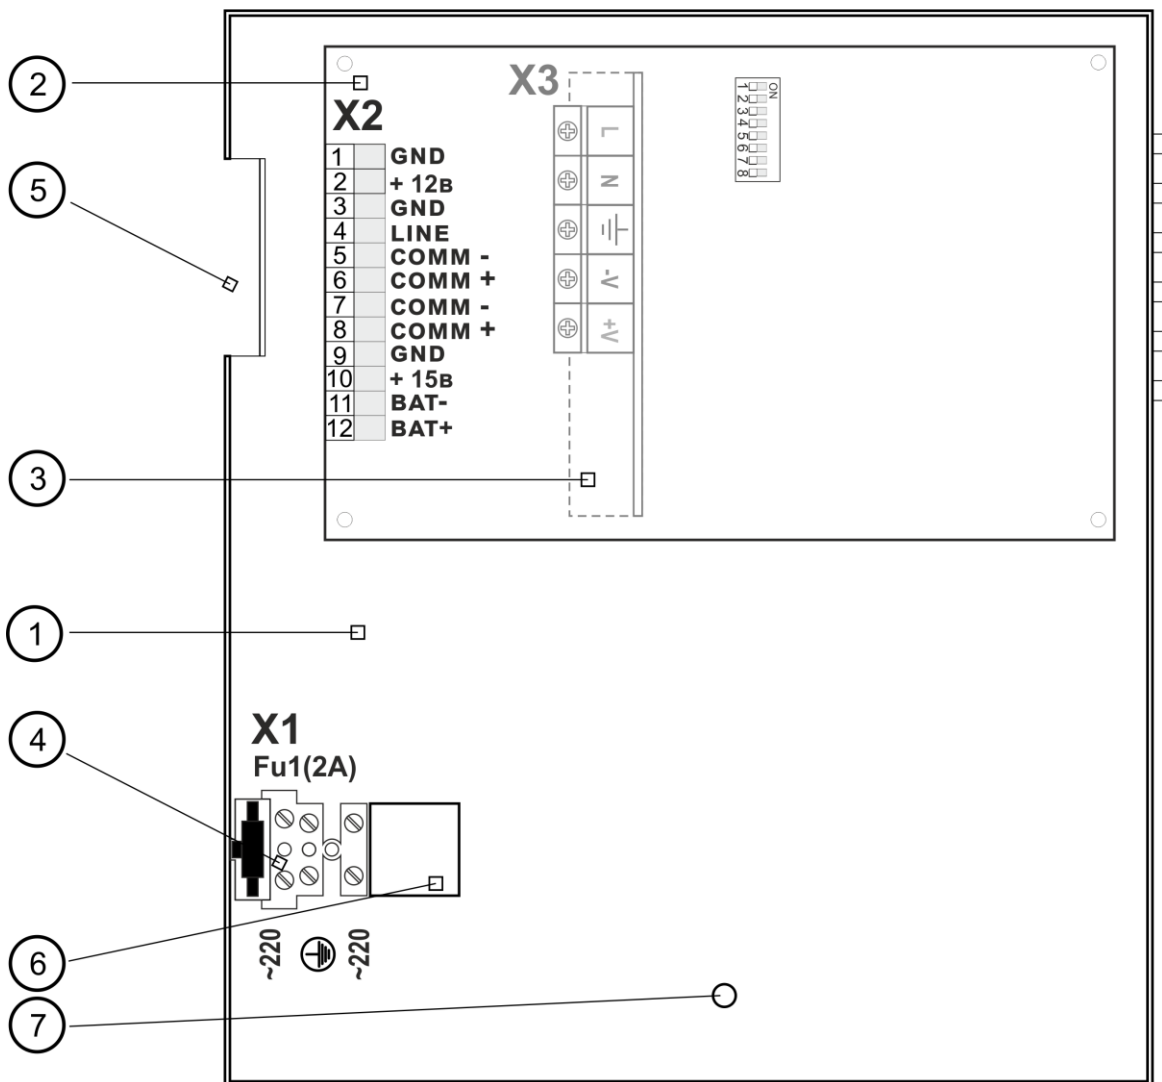 2
X2
1 GND
2 + 12в
3 GND
4 LINE
5 COMM -
6 COMM +
7 COMM -
8 COMM +
9 GND
10 + 15в
11 BAT-
12 BAT+
X3
L
N
-V
+V
ON
1
2
3
4
5
6
7
8
5
3
1
4
X1
Fu1(2A)
~220
~220
6
7